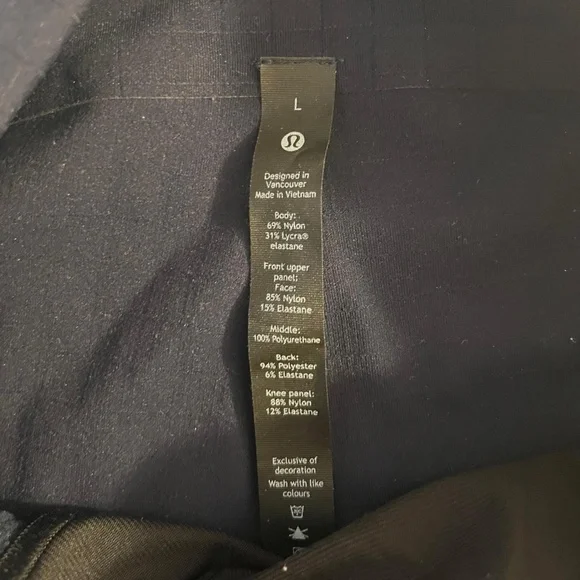 L
Designed in
Vancouver
Made in Vietnam
Body:
69% Nylon
31% Lycra®
elastane
Front upper
panel:
Face:
85% Nylon
15% Elastane
Middle:
100% Polyurethane
Back:
94% Polyester
6% Elastane
Knee panel:
88% Nylon
12% Elastane
Exclusive of
decoration
Wash with like
colours